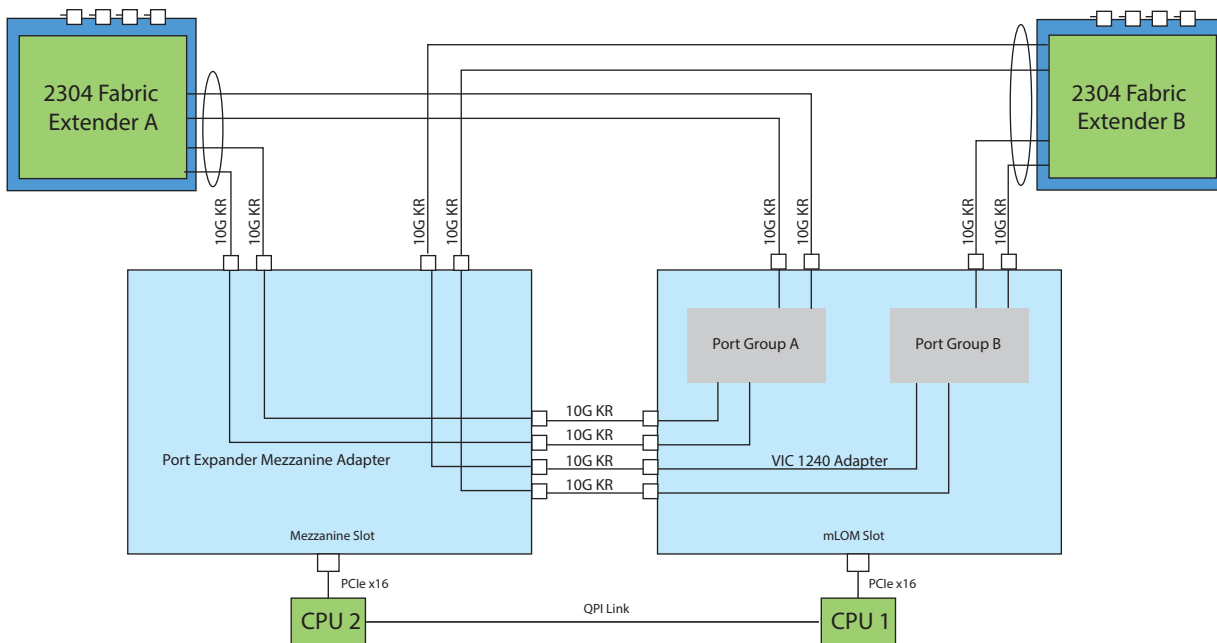 2304 Fabric
Extender A
2304 Fabric
Extender B
10G KR
10G KR
10G KR
10G KR
10G KR
10G KR
10G KR
10G KR
Port Group A
Port Group B
10G KR
10G KR
Port Expander Mezzanine Adapter
10G KR
VIC 1240 Adapter
10G KR
Mezzanine Slot
mLOM Slot
PCIe x16
PCIe x16
QPI Link
CPU 2
CPU 1